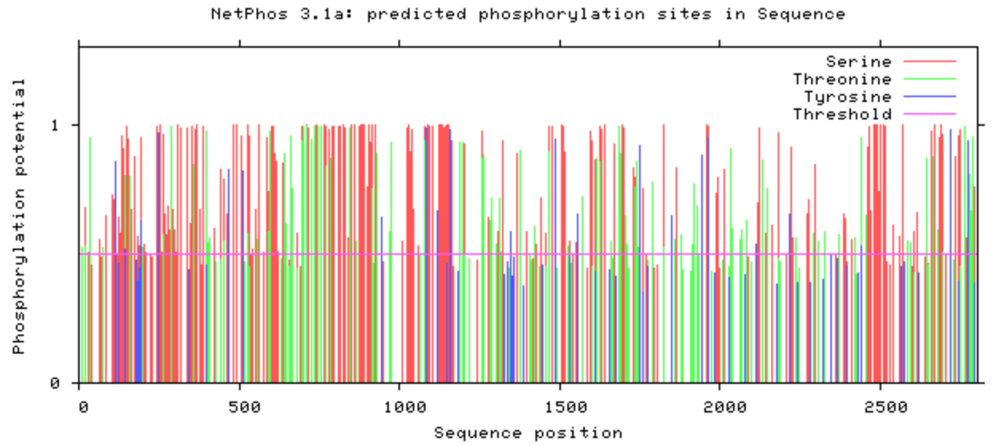 NetPhos 3.1a: predicted phosphorylation sites in Sequence
Serine
Threonine
Tyrosine
Threshold
Phosphorylation potential
1
0
0 500 1000 1500 2000 2500
Sequence position